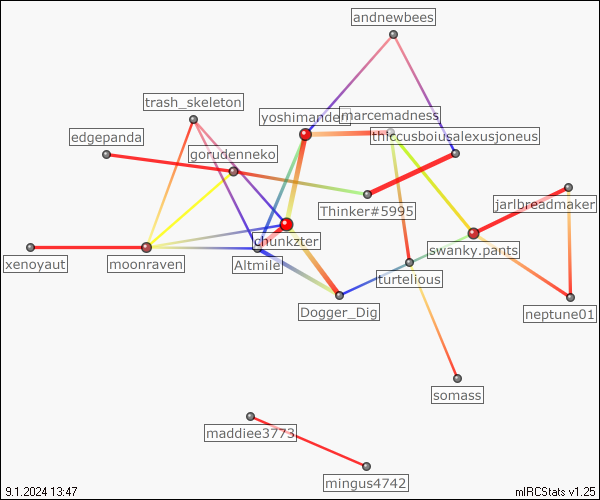 andnewbees
trash_skeleton
yoshimander
marcemadness
edgepanda
thiccusboiusalexusjoneus
gorudenneko
Thinker#5995
jarlbreadmaker
chunkzter
swanky.pants
xenoyaut
moonraven
Altmile
turtelious
Dogger_Dig
neptune01
somass
maddiee3773
mingus4742
9.1.2024 13:47
mIRCStats v1.25